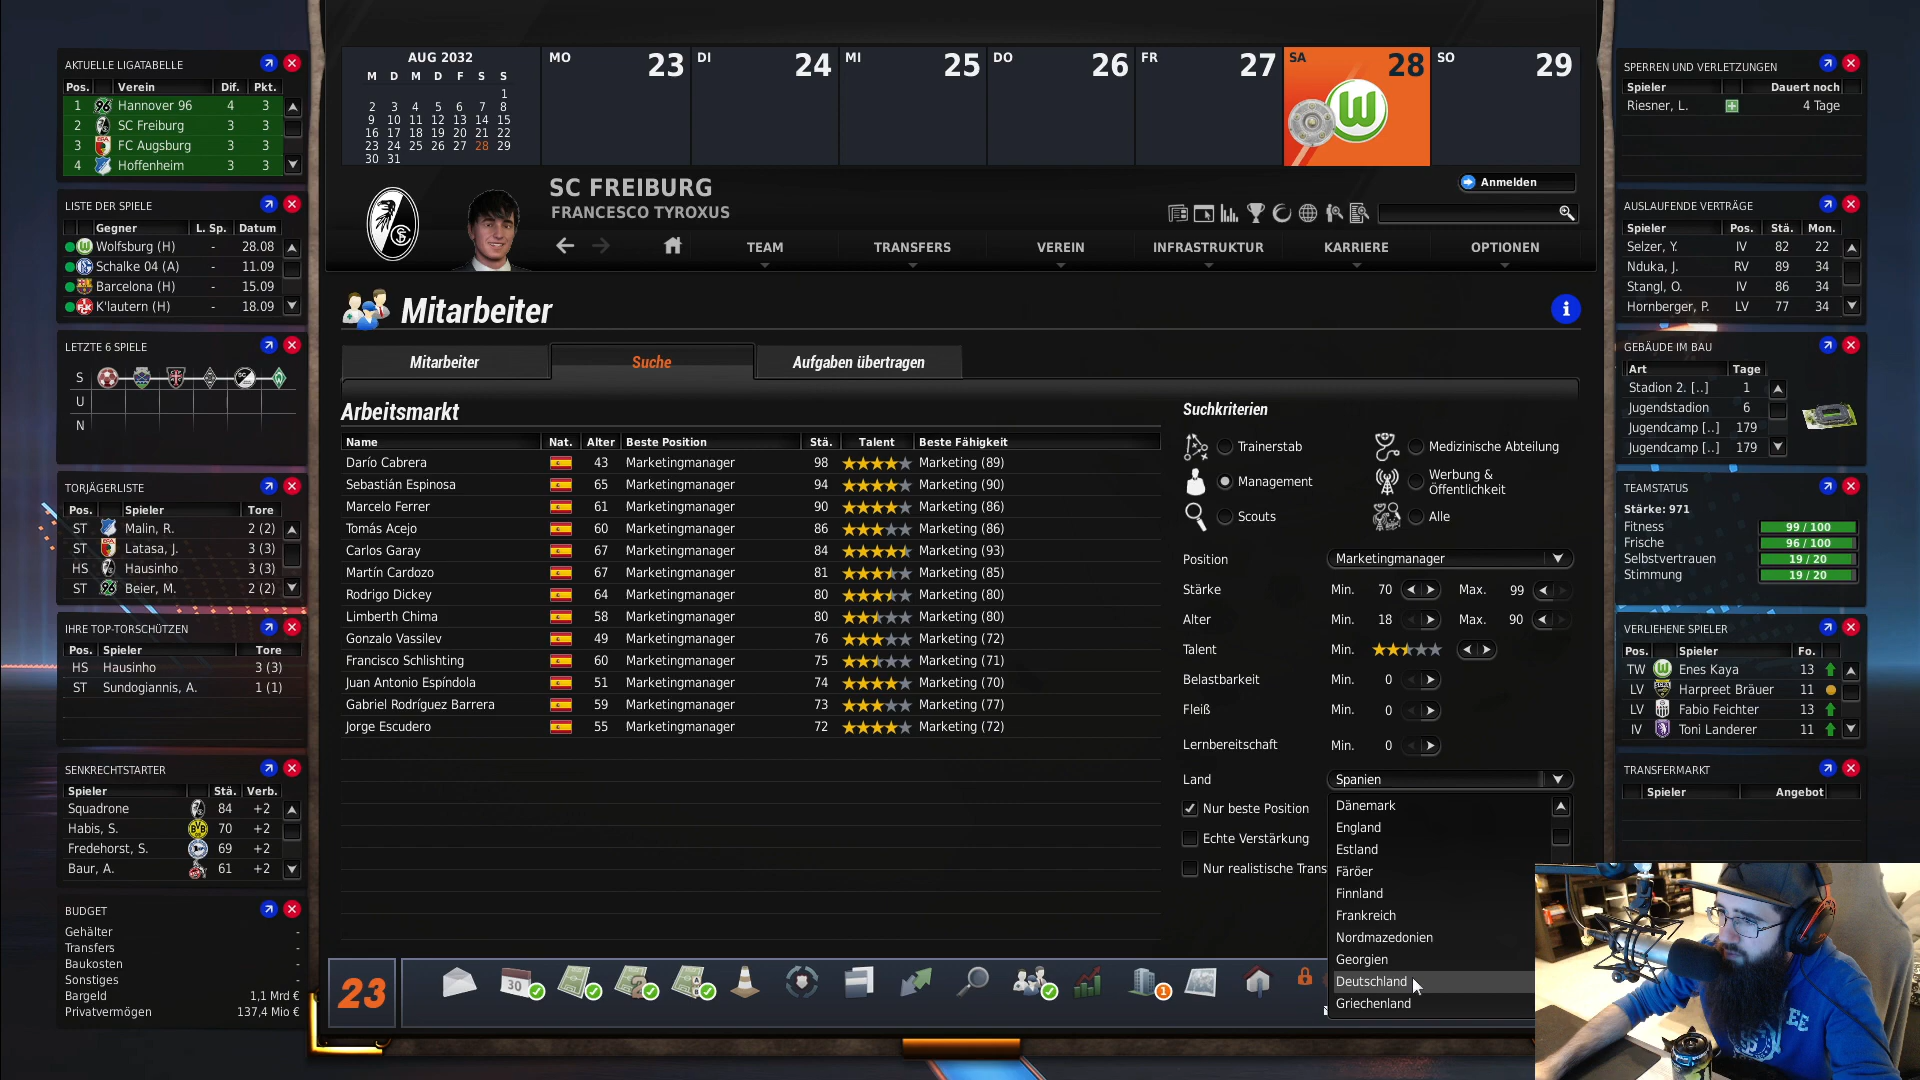 AKTUELLE LIGATABELLE
Pos. Verein Dif. Pkt.
1 Hannover 96 4 3
2 SC Freiburg 3 3
3 FC Augsburg 3 3
4 Hoffenheim 3 3
LISTE DER SPIELE
Gegner L. Sp. Datum
Wolfsburg (H) - 28.08
Schalke 04 (A) - 11.09
Barcelona (H) - 15.09
K'lautern (H) - 18.09
LETZTE 6 SPIELE
S
U
N
TORJÄGERLISTE
Pos. Spieler Tore
ST Malin, R. 2 (2)
ST Latasa, J. 3 (3)
HS Hausinho 3 (3)
ST Beier, M. 2 (2)
IHRE TOP-TORSCHÜTZEN
Pos. Spieler Tore
HS Hausinho 3 (3)
ST Sundogiannis, A. 1 (1)
SENKRECHTSTARTER
Spieler Stä. Verb.
Squadrone 84 +2
Habis, S. 70 +2
Fredehorst, S. 69 +2
Baur, A. 61 +2
BUDGET
Gehälter -
Transfers -
Baukosten -
Sonstiges -
Bargeld 1,1 Mrd €
Privatvermögen 137,4 Mio €
AUG 2032
M D M D F S S
1
2 3 4 5 6 7 8
9 10 11 12 13 14 15
16 17 18 19 20 21 22
23 24 25 26 27 28 29
30 31
MO 23
DI 24
MI 25
DO 26
FR 27
SA 28
SO 29
SC FREIBURG
FRANCESCO TYROXUS
Anmelden
TEAM TRANSFERS VEREIN INFRASTRUKTUR KARRIERE OPTIONEN
Mitarbeiter
Mitarbeiter Suche Aufgaben übertragen
Arbeitsmarkt
Name Nat. Alter Beste Position Stä. Talent Beste Fähigkeit
Darío Cabrera 43 Marketingmanager 98 Marketing (89)
Sebastián Espinosa 65 Marketingmanager 94 Marketing (90)
Marcelo Ferrer 61 Marketingmanager 90 Marketing (86)
Tomás Acejo 60 Marketingmanager 86 Marketing (86)
Carlos Garay 67 Marketingmanager 84 Marketing (93)
Martín Cardozo 67 Marketingmanager 81 Marketing (85)
Rodrigo Dickey 64 Marketingmanager 80 Marketing (80)
Limberth Chima 58 Marketingmanager 80 Marketing (80)
Gonzalo Vassilev 49 Marketingmanager 76 Marketing (72)
Francisco Schlishting 60 Marketingmanager 75 Marketing (71)
Juan Antonio Espíndola 51 Marketingmanager 74 Marketing (70)
Gabriel Rodríguez Barrera 59 Marketingmanager 73 Marketing (77)
Jorge Escudero 55 Marketingmanager 72 Marketing (72)
Suchkriterien
Trainerstab Medizinische Abteilung
Management Werbung &
Öffentlichkeit
Scouts Alle
Position Marketingmanager
Stärke Min. 70 Max. 99
Alter Min. 18 Max. 90
Talent Min.
Belastbarkeit Min. 0
Fleiß Min. 0
Lernbereitschaft Min. 0
Land Spanien
Nur beste Position
Echte Verstärkung
Nur realistische Trans
Dänemark
England
Estland
Färöer
Finnland
Frankreich
Nordmazedonien
Georgien
Deutschland
Griechenland
23
30
1
SPERREN UND VERLETZUNGEN
Spieler Dauert noch
Riesner, L. 4 Tage
AUSLAUFENDE VERTRÄGE
Spieler Pos. Stä. Mon.
Selzer, Y. IV 82 22
Nduka, J. RV 89 34
Stangl, O. IV 86 34
Hornberger, P. LV 77 34
GEBÄUDE IM BAU
Art Tage
Stadion 2. [..] 1
Jugendstadion 6
Jugendcamp [..] 179
Jugendcamp [..] 179
TEAMSTATUS
Stärke: 971
Fitness 99 / 100
Frische 96 / 100
Selbstvertrauen 19 / 20
Stimmung 19 / 20
VERLIEHENE SPIELER
Pos. Spieler Fo.
TW Enes Kaya 13
LV Harpreet Bräuer 11
LV Fabio Feichter 13
IV Toni Landerer 11
TRANSFERMARKT
Spieler Angebot